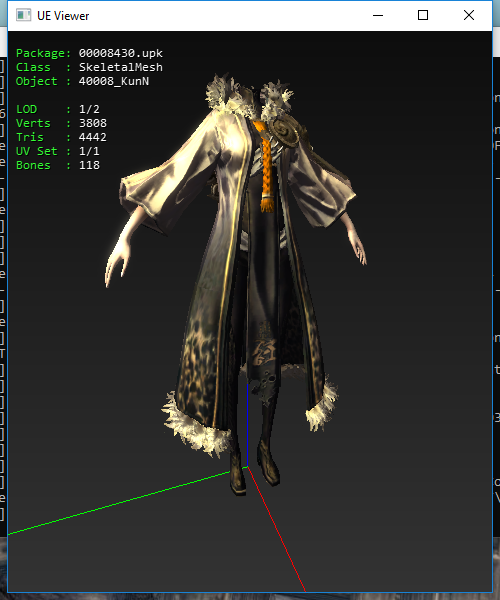 UE Viewer
Package: 00008430.upk
Class  : SkeletalMesh
Object : 40008_KunN
LOD    : 1/2
Verts  : 3808
Tris   : 4442
UV Set : 1/1
Bones  : 118